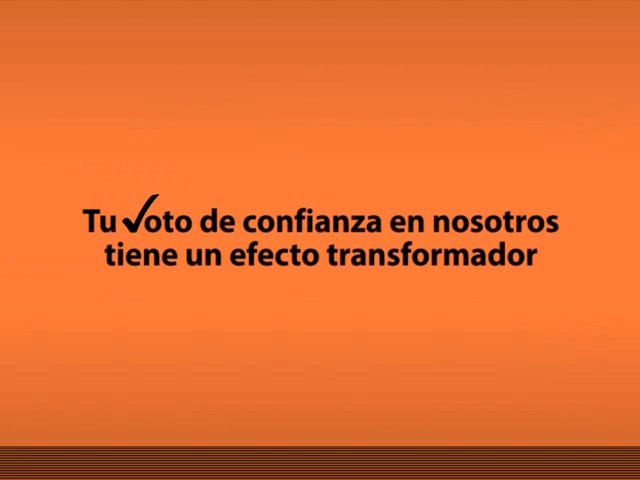 Tu ✓oto de confianza en nosotros
tiene un efecto transformador